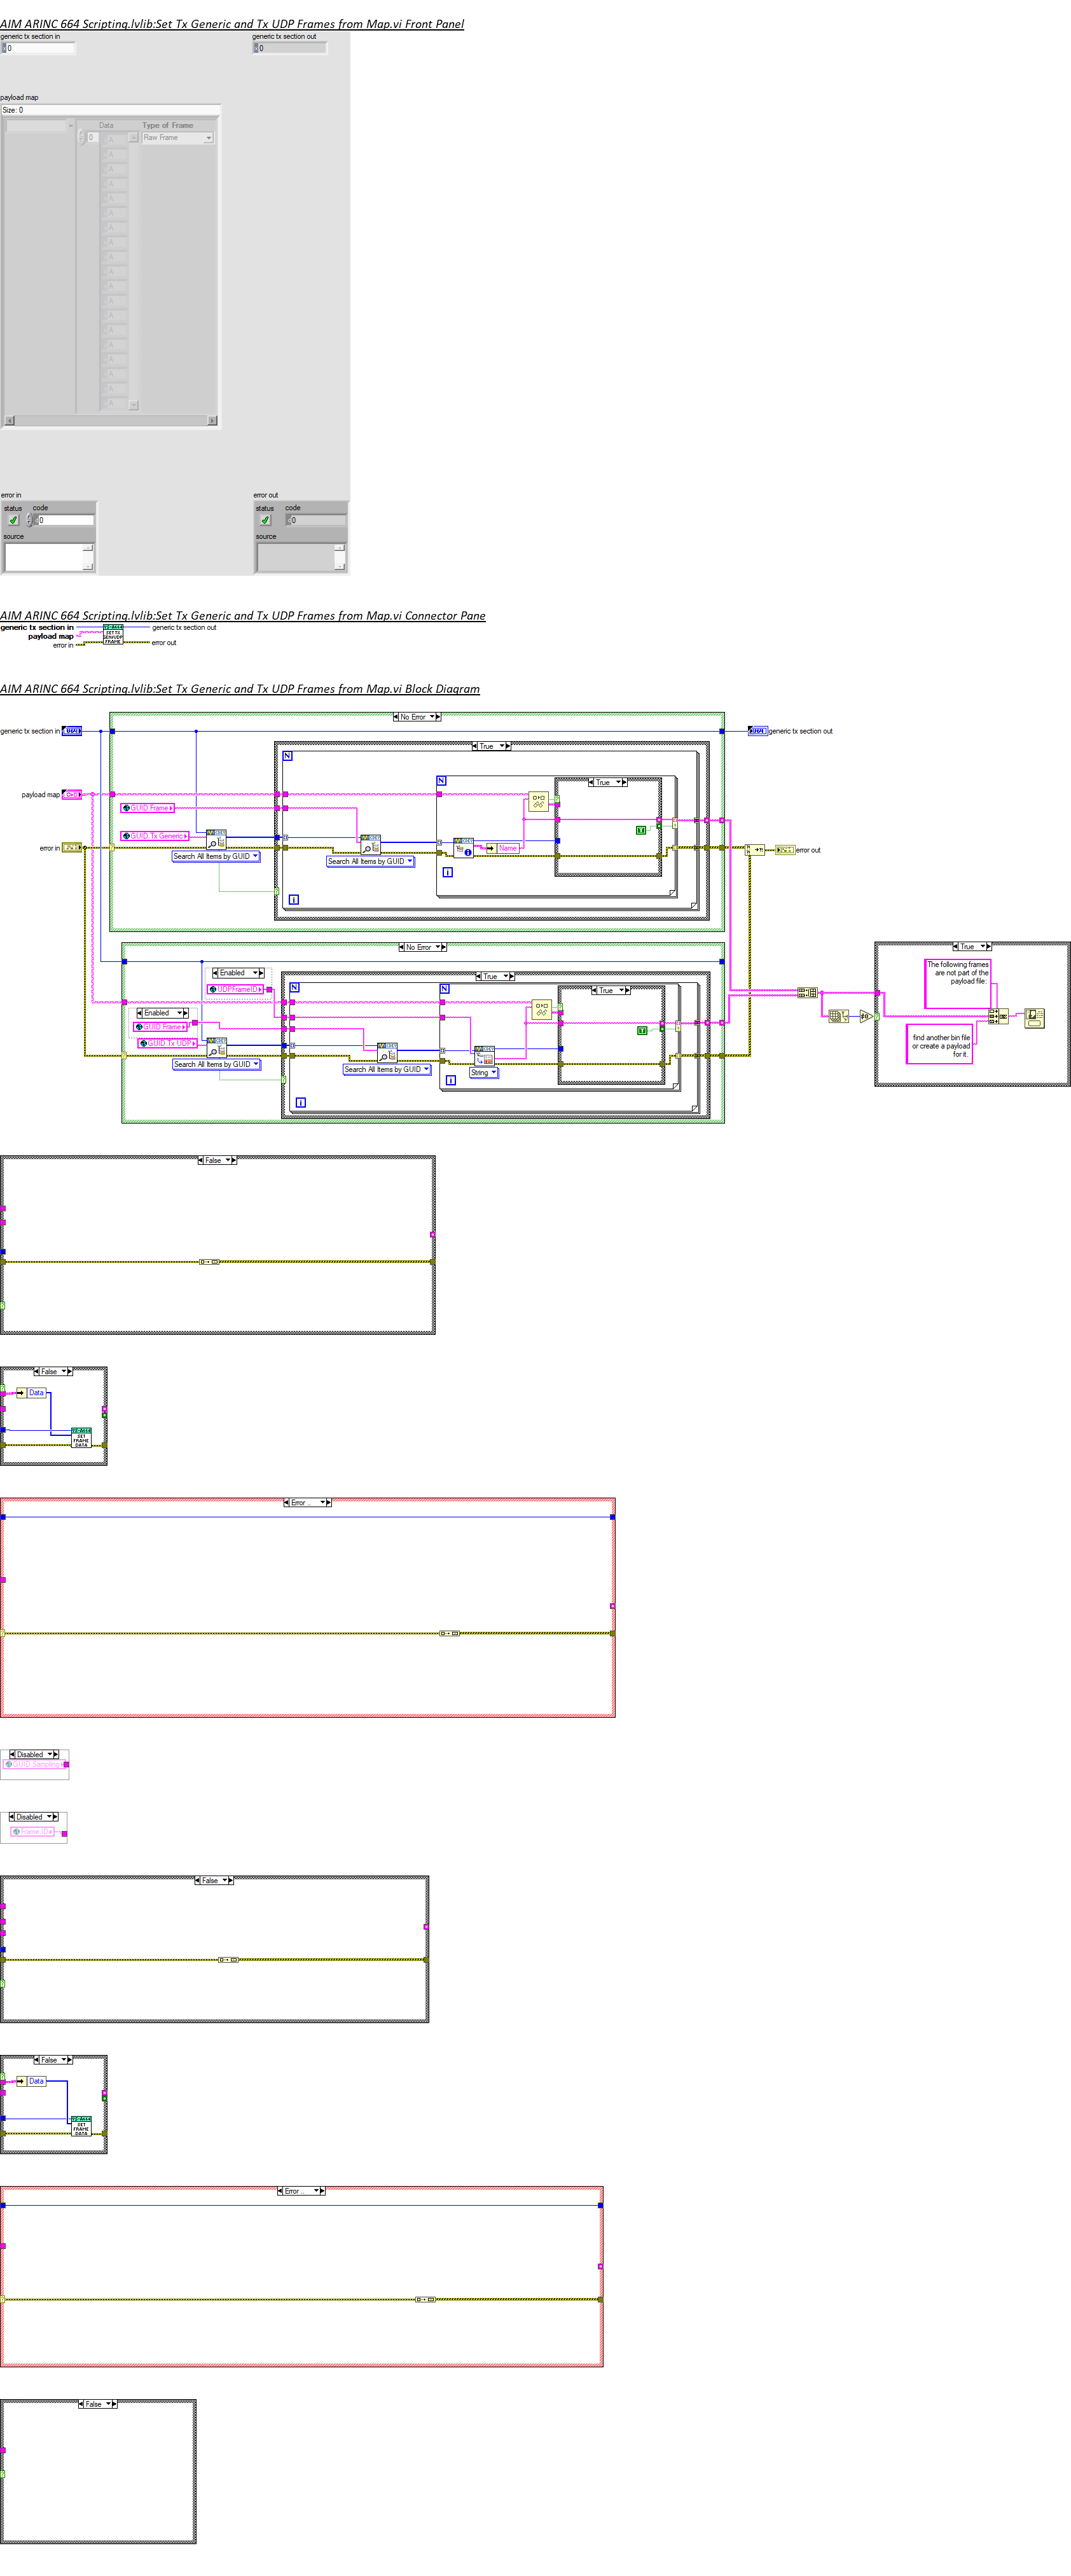 AIM ARINC 664 Scripting.lvlib:Set Tx Generic and Tx UDP Frames from Map.vi Front Panel
generic tx section in
generic tx section out
0
0
payload map
Size: 0
Data
Type of Frame
0
Raw Frame
error in
error out
status
code
status
code
0
0
source
source
AIM ARINC 664 Scripting.lvlib:Set Tx Generic and Tx UDP Frames from Map.vi Connector Pane
generic tx section in
generic tx section out
payload map
SET TX
GEN/UDP
FRAME
error in
error out
AIM ARINC 664 Scripting.lvlib:Set Tx Generic and Tx UDP Frames from Map.vi Block Diagram
No Error
generic tx section in
generic tx section out
True
N
N
payload map
True
GUID.Frame
GUID.Tx Generic
T
error in
Name
error out
Search All Items by GUID
Search All Items by GUID
i
i
No Error
True
Enabled
True
The following frames
are not part of the
payload file:
UDPFrameID
N
N
True
Enabled
GUID.Frame
GUID.Tx UDP
T
find another bin file
or create a payload
for it.
Search All Items by GUID
Search All Items by GUID
String
i
i
False
False
Data
SET
FRAME
DATA
Error ..
Disabled
GUID.Sampling
Disabled
Frame.ID
False
False
Data
SET
FRAME
DATA
Error ..
False